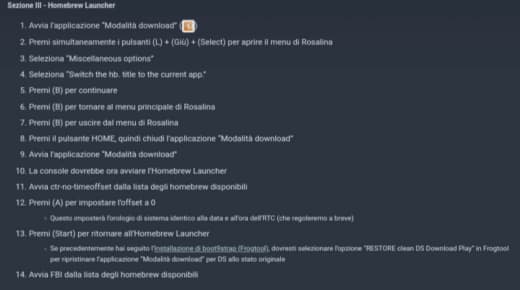 Sezione III - Homebrew Launcher
1. Avvia l'applicazione "Modalità download" ( )
2. Premi simultaneamente i pulsanti (L) + (Giù) + (Select) per aprire il menu di Rosalina
3. Seleziona "Miscellaneous options"
4. Seleziona "Switch the hb. title to the current app."
5. Premi (B) per continuare
6. Premi (B) per tornare al menu principale di Rosalina
7. Premi (B) per uscire dal menu di Rosalina
8. Premi il pulsante HOME, quindi chiudi l'applicazione "Modalità download"
9. Avvia l'applicazione "Modalità download"
10. La console dovrebbe ora avviare l'Homebrew Launcher
11. Avvia ctr-no-timeoffset dalla lista degli homebrew disponibili
12. Premi (A) per impostare l'offset a 0
◦ Questo imposterà l'orologio di sistema identico alla data e all'ora dell'RTC (che regoleremo a breve)
13. Premi (Start) per ritornare all'Homebrew Launcher
◦ Se precedentemente hai seguito l'Installazione di boot9strap (Frogtool), dovresti selezionare l'opzione "RESTORE clean DS Download Play" in Frogtool
per ripristinare l'applicazione "Modalità download" per DS allo stato originale
14. Avvia FBI dalla lista degli homebrew disponibili